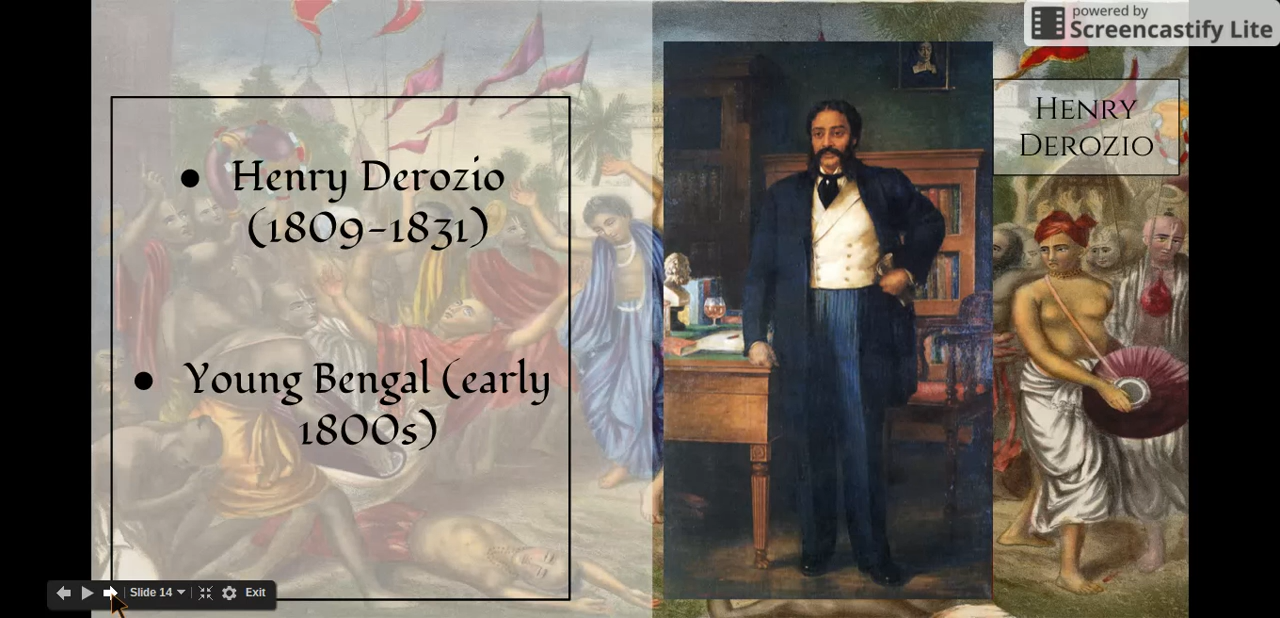 powered by
Screencastify Lite
● Henry Derozio
(1809-1831)
● Young Bengal (early
1800s)
Henry
Derozio
Slide 14
Exit